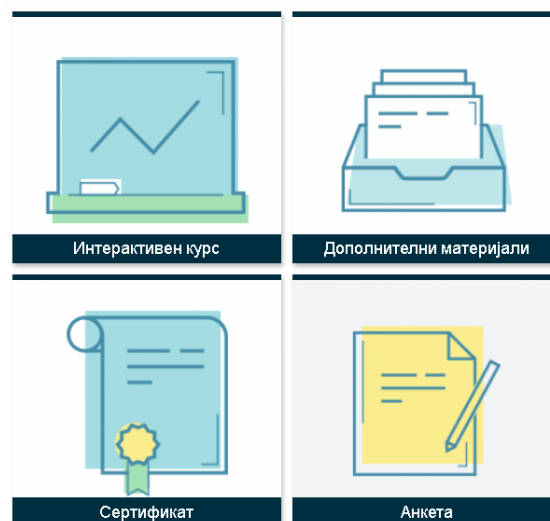 Интерактивен курс
Дополнителни материјали
Сертификат
Анкета